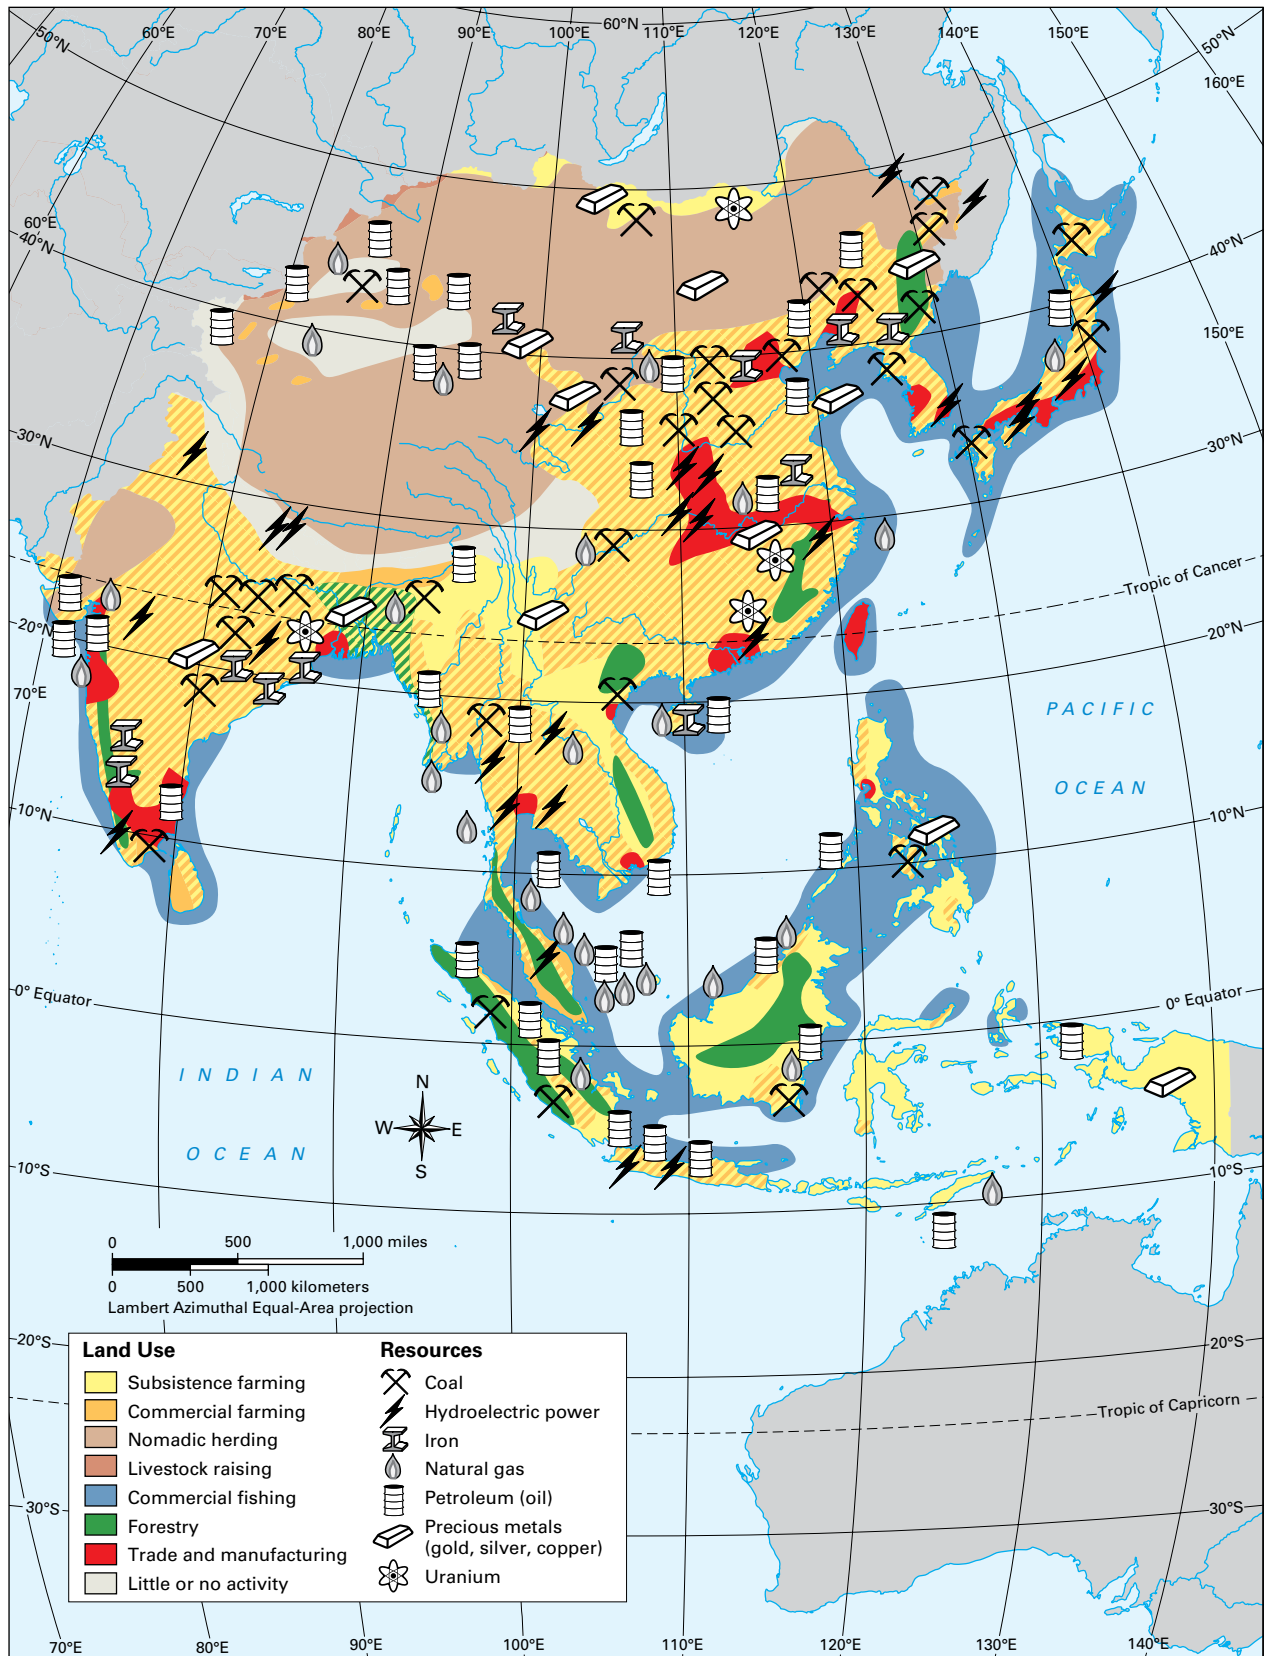 60°N
50°N
60°E
70°E
80°E
90°E
100°E
110°E
120°E
130°E
140°E
150°E
50°N
160°E
60°E
40°N
40°N
150°E
30°N
30°N
Tropic of Cancer
20°N
20°N
70°E
PACIFIC
OCEAN
10°N
10°N
0° Equator
0° Equator
INDIAN
OCEAN
N
W
E
S
10°S
10°S
0
500
1,000 miles
0
500
1,000 kilometers
Lambert Azimuthal Equal-Area projection
20°S
20°S
Tropic of Capricorn
30°S
30°S
Land Use
Subsistence farming
Commercial farming
Nomadic herding
Livestock raising
Commercial fishing
Forestry
Trade and manufacturing
Little or no activity
Resources
Coal
Hydroelectric power
Iron
Natural gas
Petroleum (oil)
Precious metals
(gold, silver, copper)
Uranium
70°E
80°E
90°E
100°E
110°E
120°E
130°E
140°E